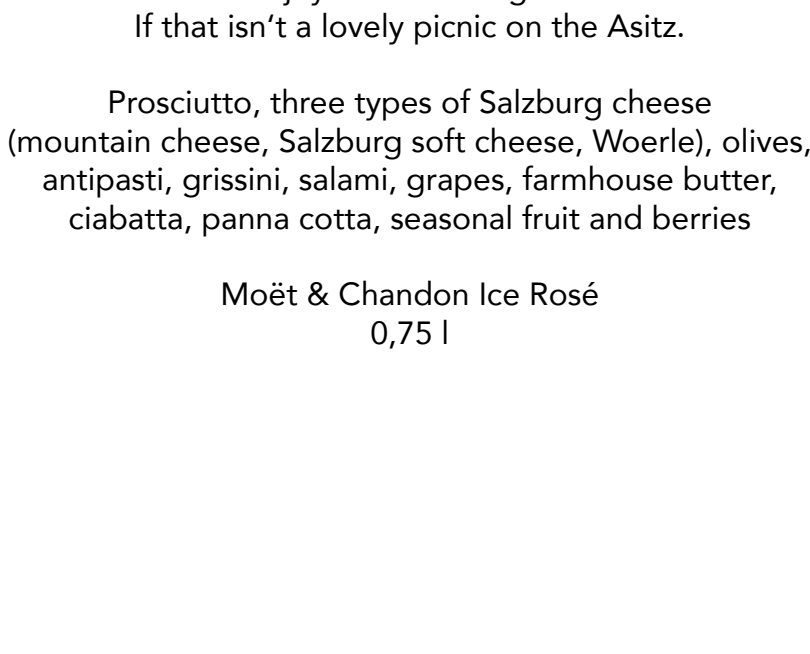 If that isn‘t a lovely picnic on the Asitz.
Prosciutto, three types of Salzburg cheese
(mountain cheese, Salzburg soft cheese, Woerle), olives,
antipasti, grissini, salami, grapes, farmhouse butter,
ciabatta, panna cotta, seasonal fruit and berries
Moët & Chandon Ice Rosé
0,75 l